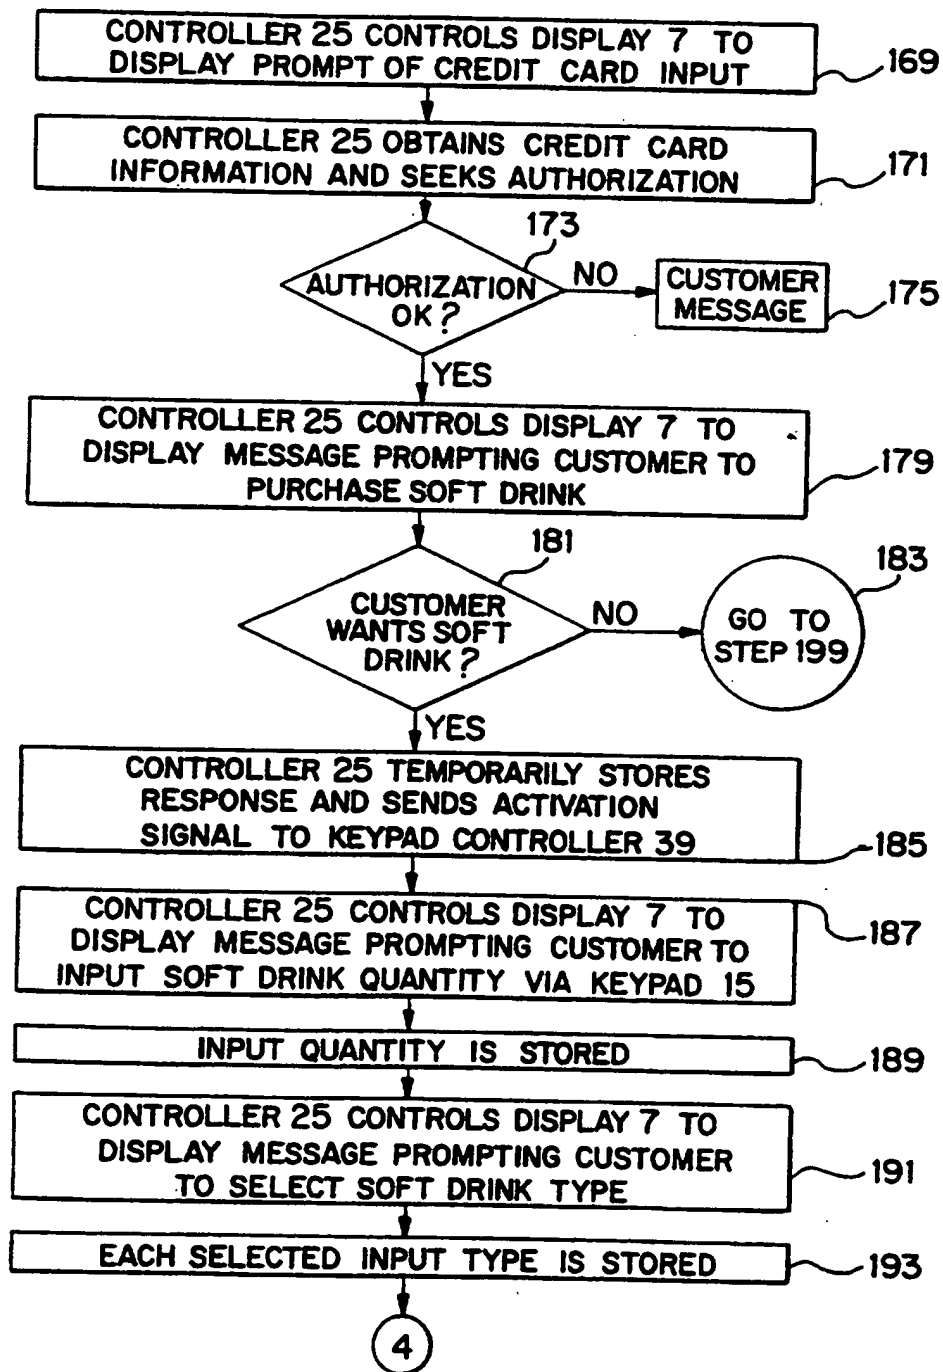 CONTROLLER 25 CONTROLS DISPLAY 7 TO
DISPLAY PROMPT OF CREDIT CARD INPUT
169
CONTROLLER 25 OBTAINS CREDIT CARD
INFORMATION AND SEEKS AUTHORIZATION
171
173
AUTHORIZATION
OK?
NO
CUSTOMER
MESSAGE
175
YES
CONTROLLER 25 CONTROLS DISPLAY 7 TO
DISPLAY MESSAGE PROMPTING CUSTOMER TO
PURCHASE SOFT DRINK
179
181
CUSTOMER
WANTS SOFT
DRINK?
NO
183
GO TO
STEP 199
YES
CONTROLLER 25 TEMPORARILY STORES
RESPONSE AND SENDS ACTIVATION
SIGNAL TO KEYPAD CONTROLLER 39
185
CONTROLLER 25 CONTROLS DISPLAY 7 TO
DISPLAY MESSAGE PROMPTING CUSTOMER TO
INPUT SOFT DRINK QUANTITY VIA KEYPAD 15
187
INPUT QUANTITY IS STORED
189
CONTROLLER 25 CONTROLS DISPLAY 7 TO
DISPLAY MESSAGE PROMPTING CUSTOMER
TO SELECT SOFT DRINK TYPE
191
EACH SELECTED INPUT TYPE IS STORED
193
4